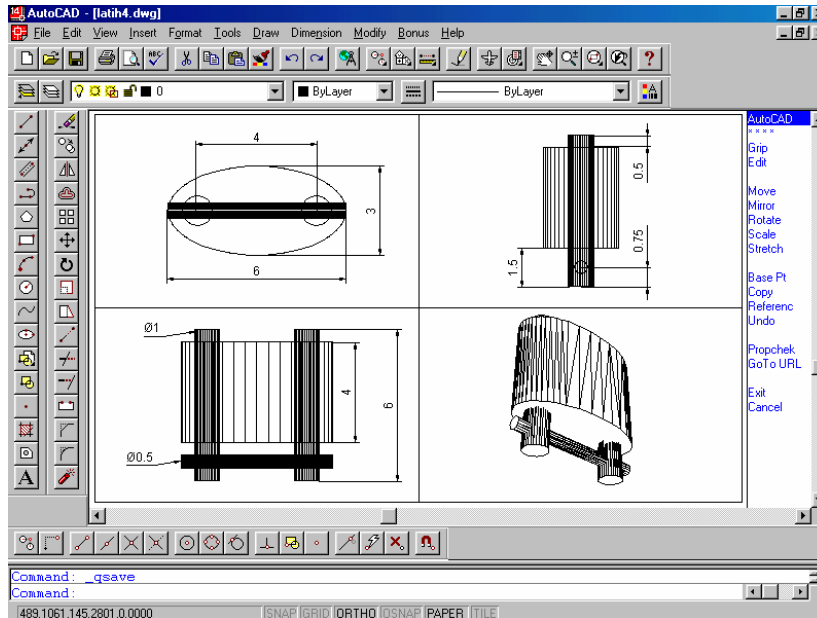 AutoCAD - [latih4.dwg]
File Edit View Insert Format Tools Draw Dimension Modify Bonus Help
0 ByLayer ByLayer
AutoCAD
* * * *
Grip
Edit
Move
Mirror
Rotate
Scale
Stretch
Base Pt
Copy
Referenc
Undo
Propchek
GoTo URL
Exit
Cancel
4
3
6
0.5
0.75
1.5
Ø1
4
6
Ø0.5
A
Command: _qsave
Command:
489.1061,145.2801,0.0000 SNAP GRID ORTHO OSNAP PAPER TILE